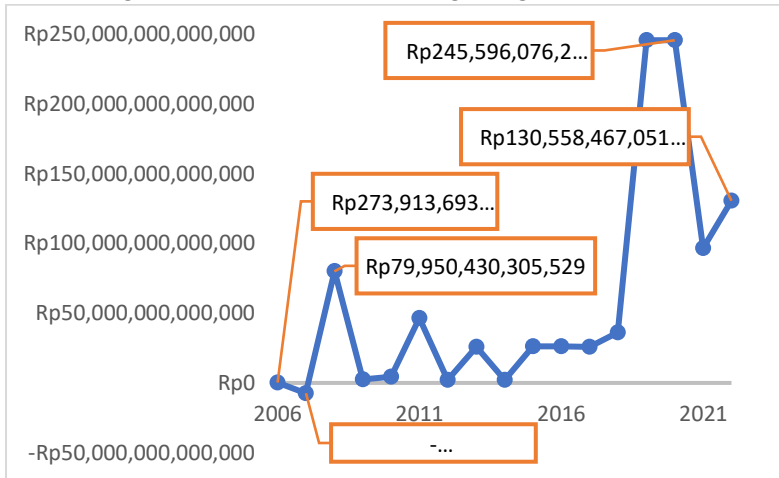 Rp250,000,000,000,000
Rp245,596,076,2...
Rp200,000,000,000,000
Rp130,558,467,051...
Rp150,000,000,000,000
Rp273,913,693...
Rp100,000,000,000,000
Rp79,950,430,305,529
Rp50,000,000,000,000
Rp0
2006 2011 2016 2021
-...
-Rp50,000,000,000,000